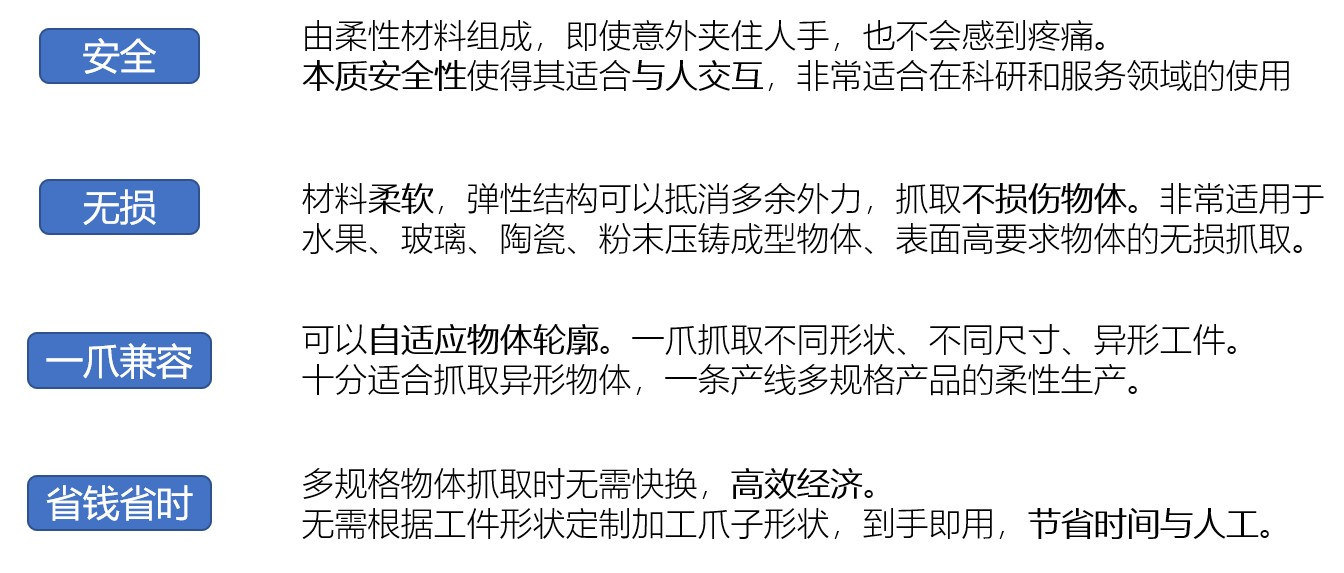 安全
由柔性材料组成，即使意外夹住人手，也不会感到疼痛。
本质安全性使得其适合与人交互，非常适合在科研和服务领域的使用
无损
材料柔软，弹性结构可以抵消多余外力，抓取不损伤物体。非常适用于
水果、玻璃、陶瓷、粉末压铸成型物体、表面高要求物体的无损抓取。
一爪兼容
可以自适应物体轮廓。一爪抓取不同形状、不同尺寸、异形工件。
十分适合抓取异形物体，一条产线多规格产品的柔性生产。
省钱省时
多规格物体抓取时无需快换，高效经济。
无需根据工件形状定制加工爪子形状，到手即用，节省时间与人工。